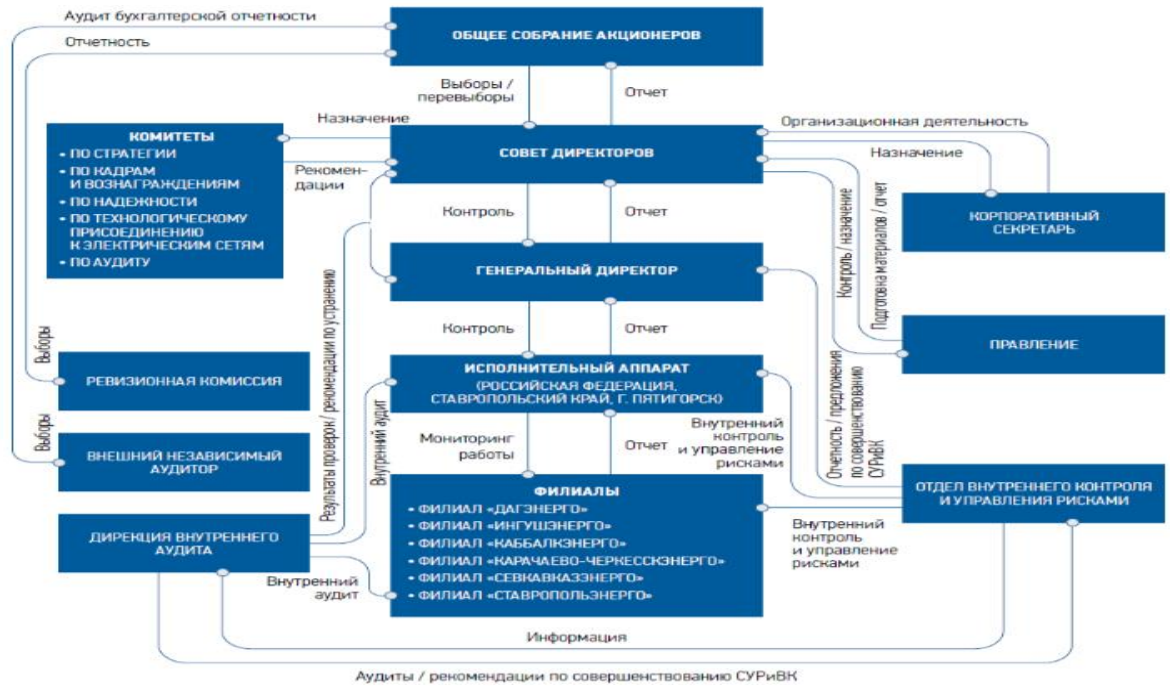 Аудит бухгалтерской отчетности
Отчетность
ОБЩЕЕ СОБРАНИЕ АКЦИОНЕРОВ
Выборы /
перевыборы
Отчет
Назначение
Организационная деятельность
Назначение
КОМИТЕТЫ
• ПО СТРАТЕГИИ
• ПО КАДРАМ
И ВОЗНАГРАЖДЕНИЯМ
• ПО НАДЕЖНОСТИ
• ПО ТЕХНОЛОГИЧЕСКОМУ
ПРИСОЕДИНЕНИЮ
К ЭЛЕКТРИЧЕСКИМ СЕТЯМ
• ПО АУДИТУ
СОВЕТ ДИРЕКТОРОВ
Рекомен-
дации
Контроль
Отчет
КОРПОРАТИВНЫЙ
СЕКРЕТАРЬ
Контроль / назначение
Подготовка материалов / отчет
ГЕНЕРАЛЬНЫЙ ДИРЕКТОР
Контроль
Отчет
ПРАВЛЕНИЕ
Выборы
РЕВИЗИОННАЯ КОМИССИЯ
Результаты проверок / рекомендации по устранению
Внутренний аудит
ИСПОЛНИТЕЛЬНЫЙ АППАРАТ
(РОССИЙСКАЯ ФЕДЕРАЦИЯ,
СТАВРОПОЛЬСКИЙ КРАЙ, Г. ПЯТИГОРСК)
Отчетность / предложения
по совершенствованию
СУРиВК
Выборы
ВНЕШНИЙ НЕЗАВИСИМЫЙ
АУДИТОР
Мониторинг
работы
Отчет
Внутренний
контроль
и управление
рисками
ОТДЕЛ ВНУТРЕННЕГО КОНТРОЛЯ
И УПРАВЛЕНИЯ РИСКАМИ
ДИРЕКЦИЯ ВНУТРЕННЕГО
АУДИТА
ФИЛИАЛЫ
• ФИЛИАЛ «ДАГЭНЕРГО»
• ФИЛИАЛ «ИНГУШЭНЕРГО»
• ФИЛИАЛ «КАББАЛКЭНЕРГО»
• ФИЛИАЛ «КАРАЧАЕВО-ЧЕРКЕССКЭНЕРГО»
• ФИЛИАЛ «СЕВКАВКАЗЭНЕРГО»
• ФИЛИАЛ «СТАВРОПОЛЬЭНЕРГО»
Внутренний
контроль
и управление
рисками
Внутренний
аудит
Информация
Аудиты / рекомендации по совершенствованию СУРиВК